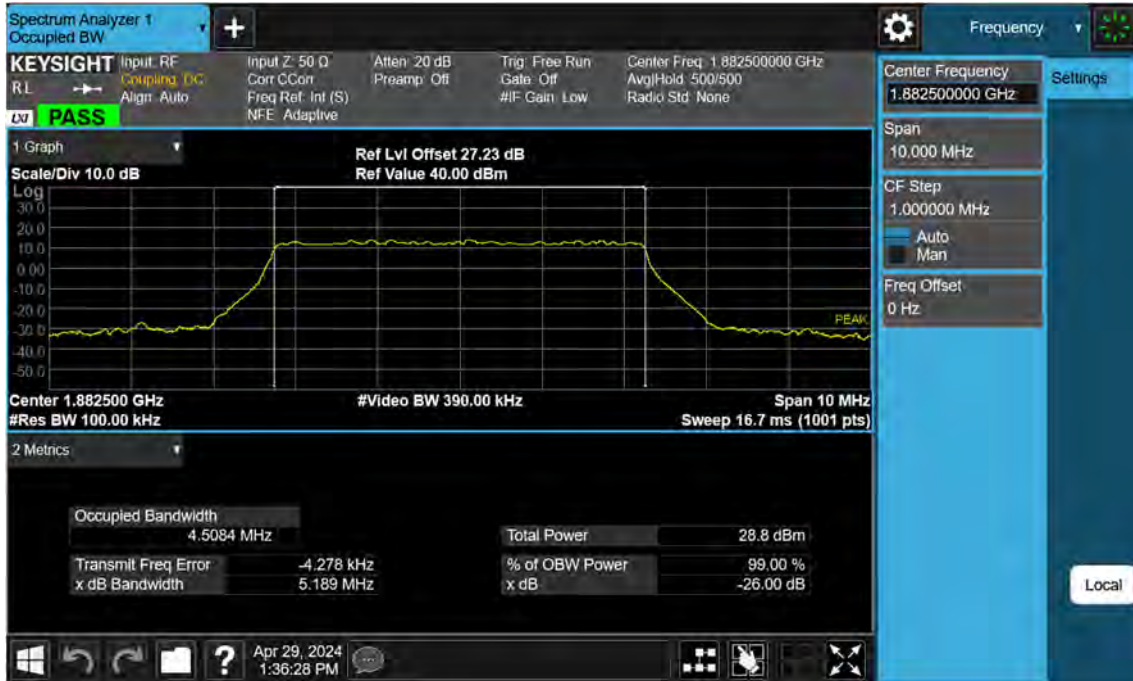 Spectrum Analyzer 1
Occupied BW
+
Frequency
KEYSIGHT
R L
LXI
PASS
Input: RF
Coupling: DC
Align: Auto
Input Z: 50 Ω
Corr CCorr
Freq Ref: Int (S)
NFE: Adaptive
Atten: 20 dB
Preamp: Off
Trig: Free Run
Gate: Off
#IF Gain: Low
Center Freq: 1.882500000 GHz
Avg|Hold: 500/500
Radio Std: None
1 Graph
Scale/Div 10.0 dB
Ref Lvl Offset 27.23 dB
Ref Value 40.00 dBm
Log
30.0
20.0
10.0
0.00
-10.0
-20.0
-30.0
-40.0
-50.0
PEAK
Center 1.882500 GHz
#Video BW 390.00 kHz
Span 10 MHz
#Res BW 100.00 kHz
Sweep 16.7 ms (1001 pts)
2 Metrics
Occupied Bandwidth
4.5084 MHz
Total Power 28.8 dBm
Transmit Freq Error -4.278 kHz
% of OBW Power 99.00 %
x dB Bandwidth 5.189 MHz
x dB -26.00 dB
Center Frequency
1.882500000 GHz
Settings
Span
10.000 MHz
CF Step
1.000000 MHz
Auto
Man
Freq Offset
0 Hz
Local
?
Apr 29, 2024
1:36:28 PM